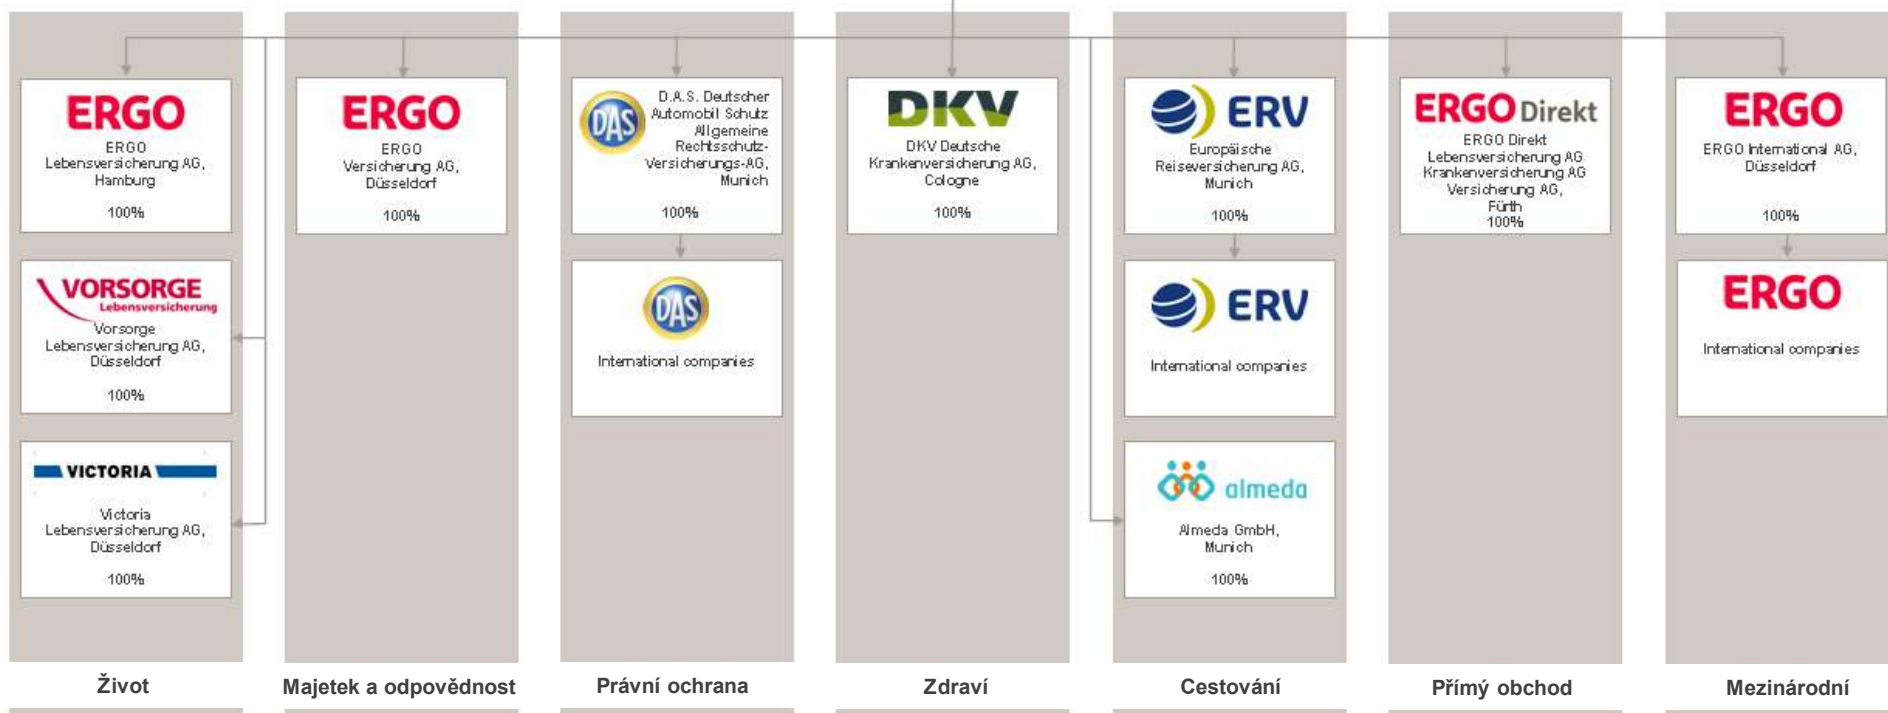 ERGO
ERGO
Lebensversicherung AG,
Hamburg
100%
VORSORGE
Lebensversicherung
Vorsorge
Lebensversicherung AG,
Düsseldorf
100%
VICTORIA
Victoria
Lebensversicherung AG,
Düsseldorf
100%
Život
ERGO
ERGO
Versicherung AG,
Düsseldorf
100%
Majetek a odpovědnost
DAS
D.A.S. Deutscher
Automobil Schutz
Allgemeine
Rechtsschutz-
Versicherungs-AG,
Munich
100%
DAS
International companies
Právní ochrana
DKV
DKV Deutsche
Krankenversicherung AG,
Cologne
100%
Zdraví
ERV
Europäische
Reiseversicherung AG,
Munich
100%
ERV
International companies
almeda
Almeda GmbH,
Munich
100%
Cestování
ERGO Direkt
ERGO Direkt
Lebensversicherung AG
Krankenversicherung AG
Versicherung AG,
Fürth
100%
Přímý obchod
ERGO
ERGO International AG,
Düsseldorf
100%
ERGO
International companies
Mezinárodní